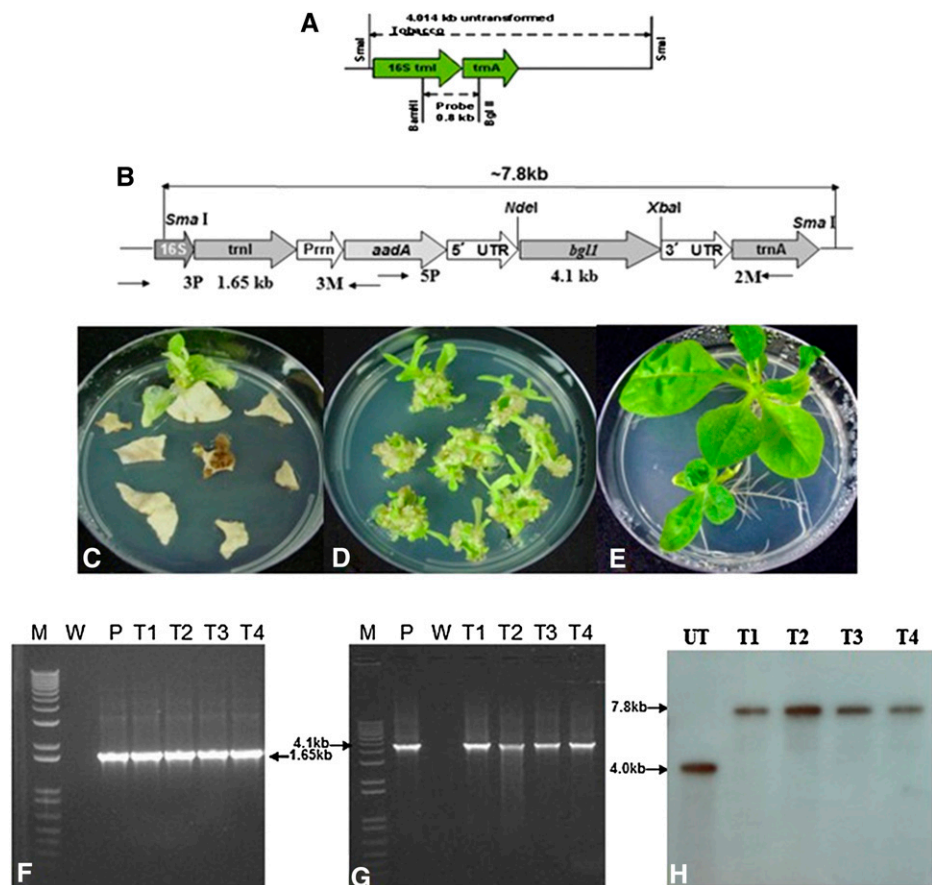 A
4.014 kb untransformed
Tobacco
SmaI
SmaI
16S trnI
trnA
BamHI
Probe
0.8 kb
Bgl II
B
~7.8kb
Sma I
NdeI
XbaI
Sma I
16S
trnI
Prrn
aadA
5′ UTR
bgl1
3′ UTR
trnA
3P
1.65 kb
3M
5P
4.1 kb
2M
C
D
E
M W P T1 T2 T3 T4
M P W T1 T2 T3 T4
UT T1 T2 T3 T4
4.1kb
1.65kb
7.8kb
4.0kb
F
G
H